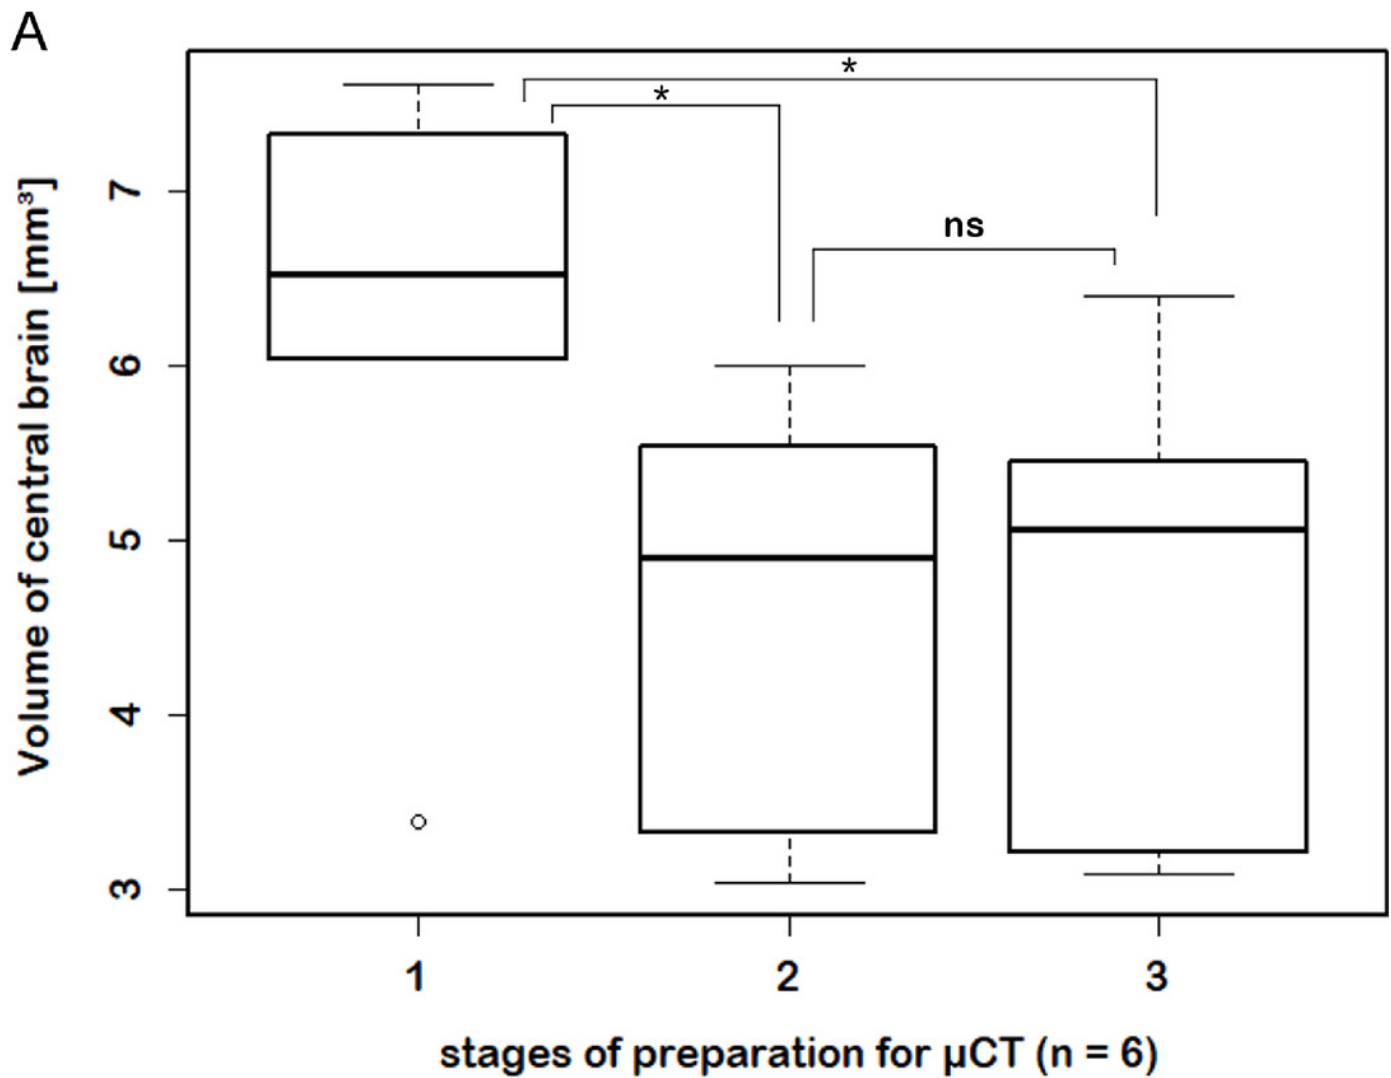 A
*
*
ns
Volume of central brain [mm³]
7
6
5
4
3
1 2 3
stages of preparation for µCT (n = 6)